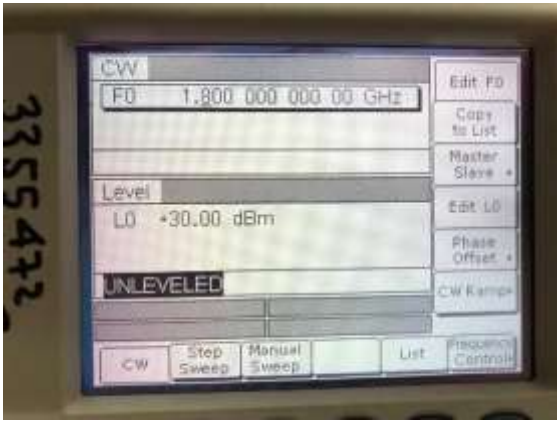 CW
F0 1.800 000 000 00 GHz
Level
L0 +30.00 dBm
UNLEVELED
Edit F0
Copy
to List
Master
Slave
Edit L0
Phase
Offset
CW Ramp
CW
Step
Sweep
Manual
Sweep
List
Frequency
Control
3355472